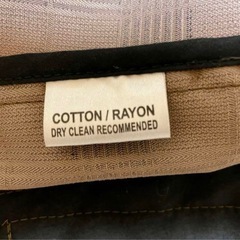 COTTON / RAYON
DRY CLEAN RECOMMENDED